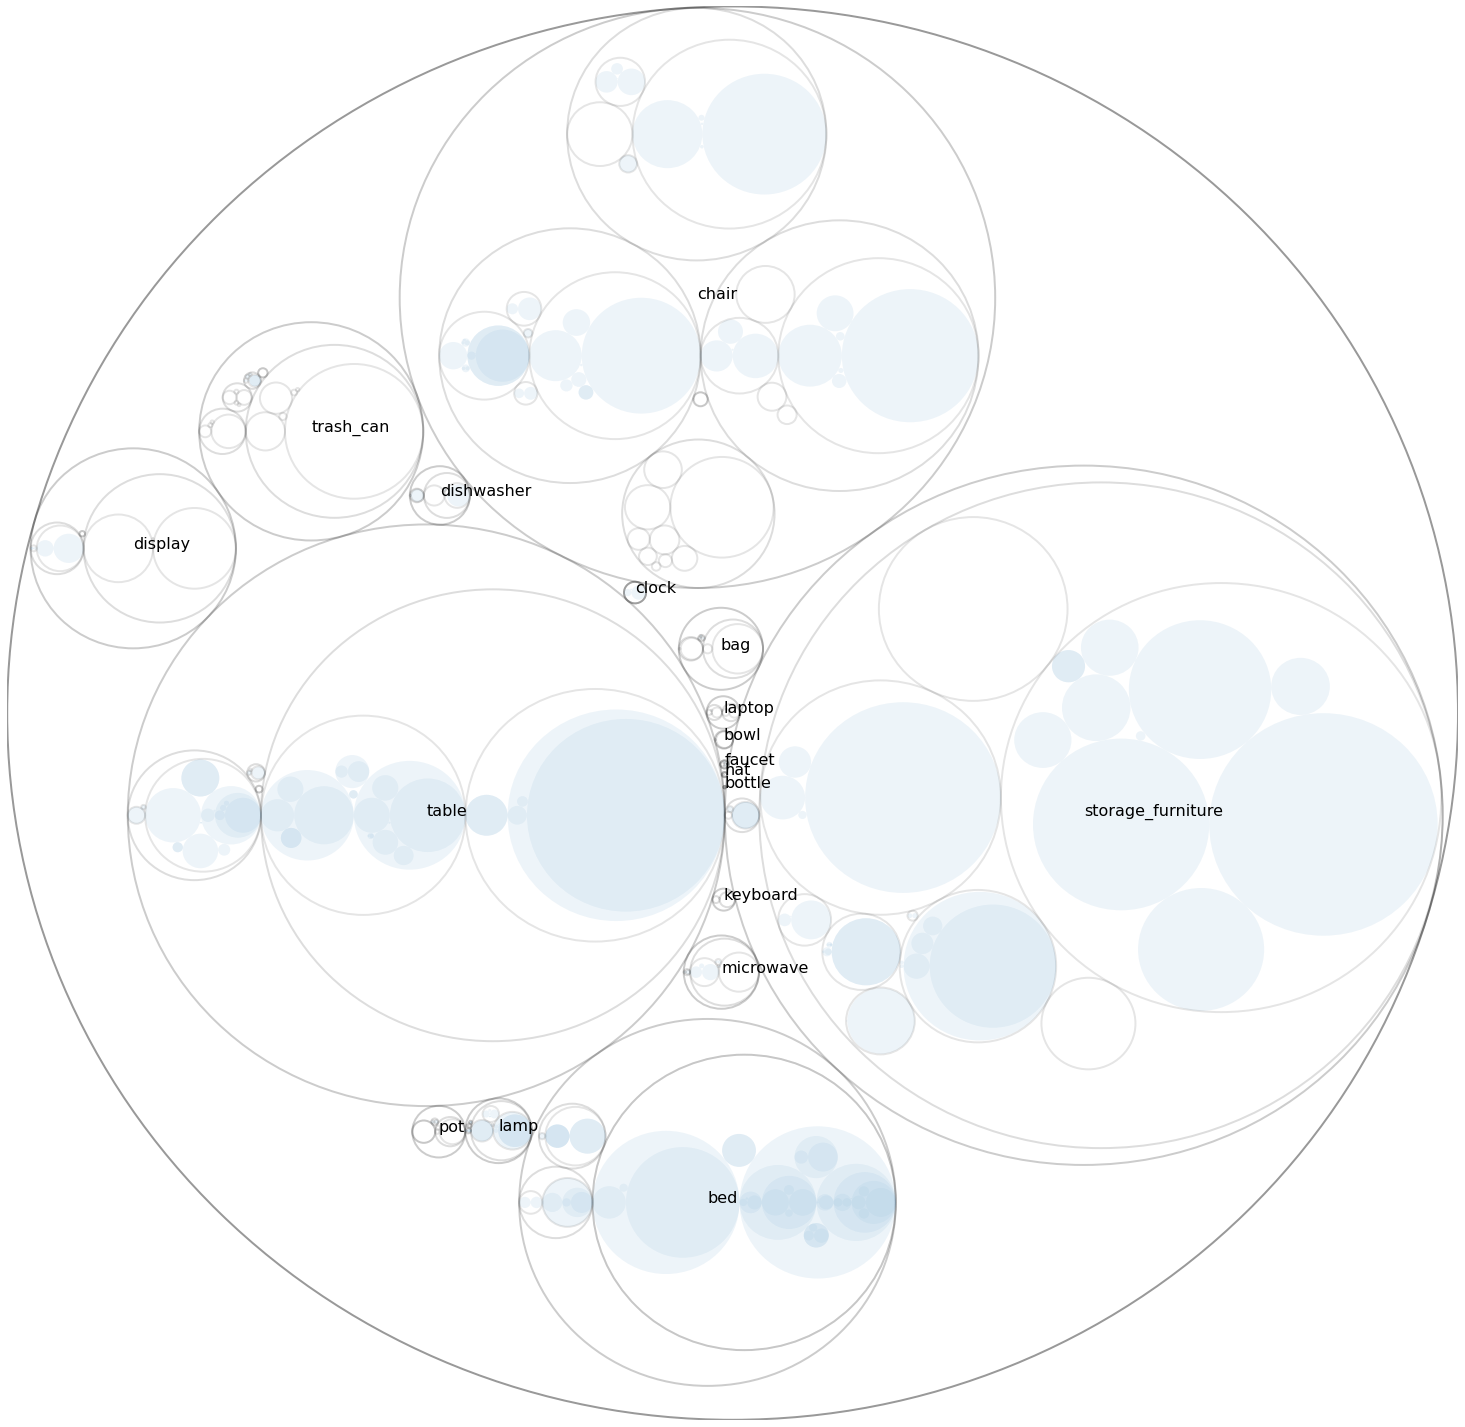 chair
trash_can
dishwasher
display
clock
bag
laptop
bowl
faucet
hat
bottle
table
storage_furniture
keyboard
microwave
pot
lamp
bed